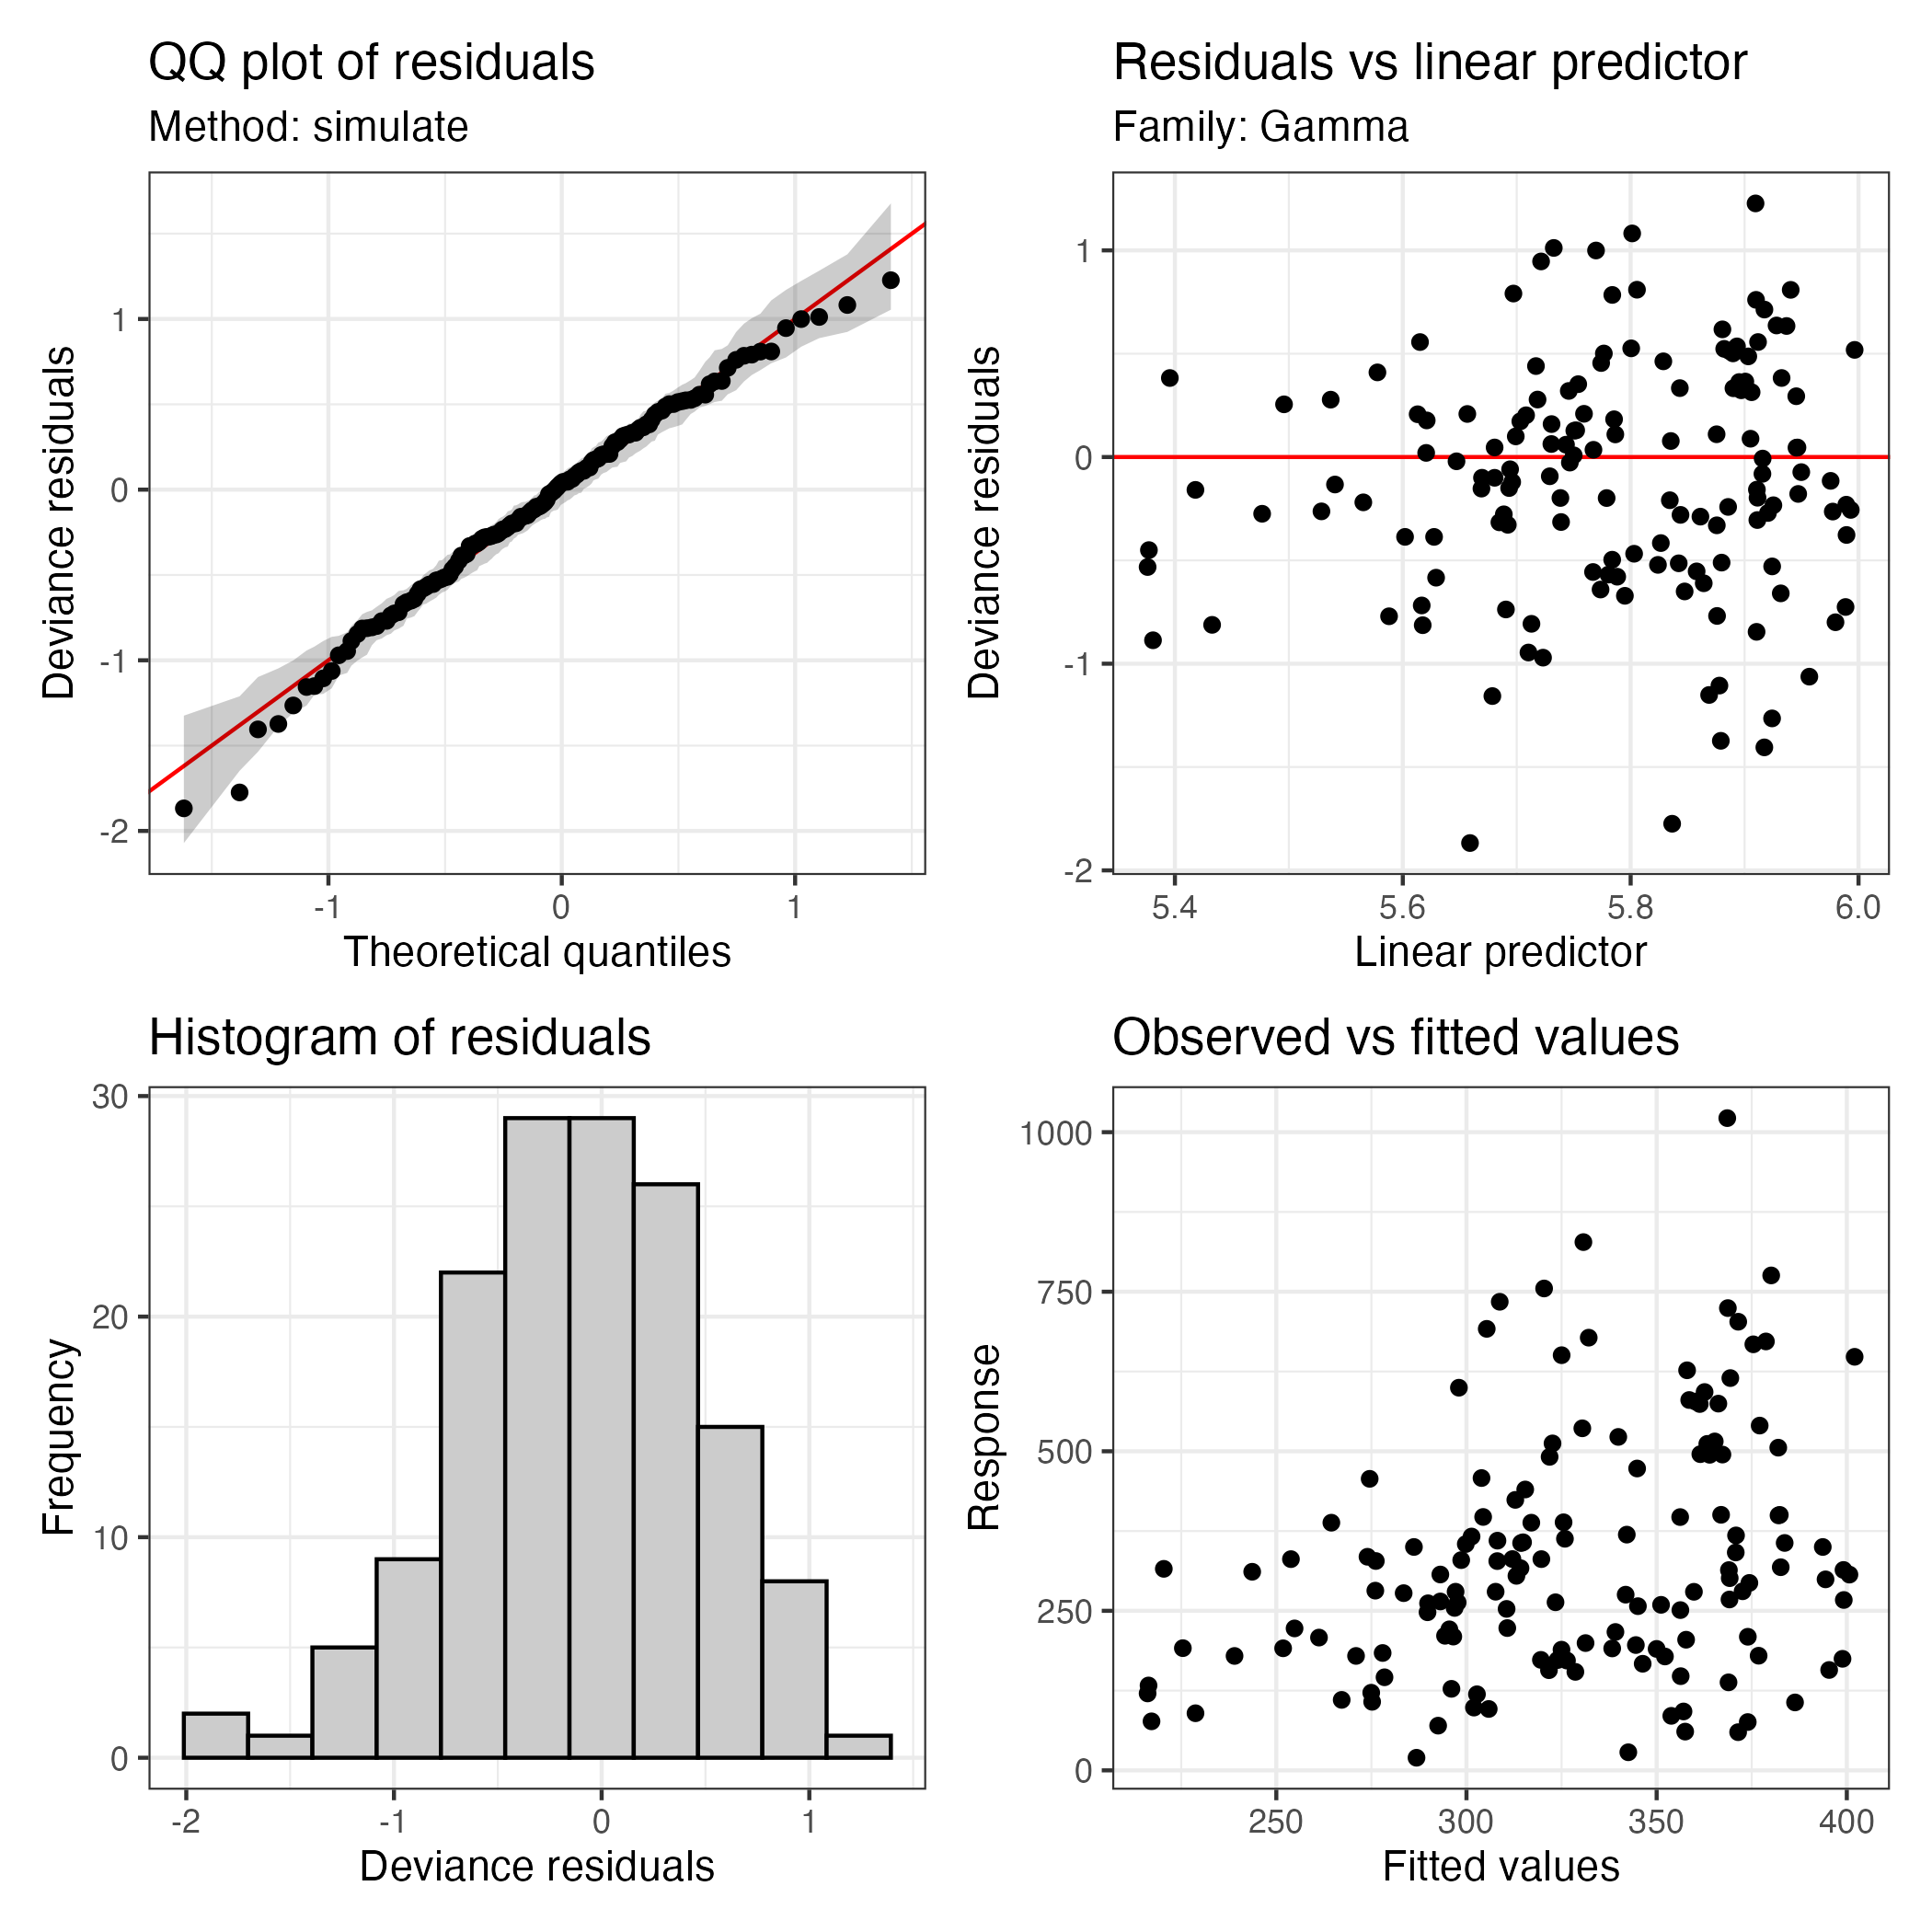 QQ plot of residuals
Method: simulate
Deviance residuals
1
0
-1
-2
-1
0
1
Theoretical quantiles
Residuals vs linear predictor
Family: Gamma
Deviance residuals
1
0
-1
-2
5.4
5.6
5.8
6.0
Linear predictor
Histogram of residuals
Frequency
30
20
10
0
-2
-1
0
1
Deviance residuals
Observed vs fitted values
Response
1000
750
500
250
0
250
300
350
400
Fitted values